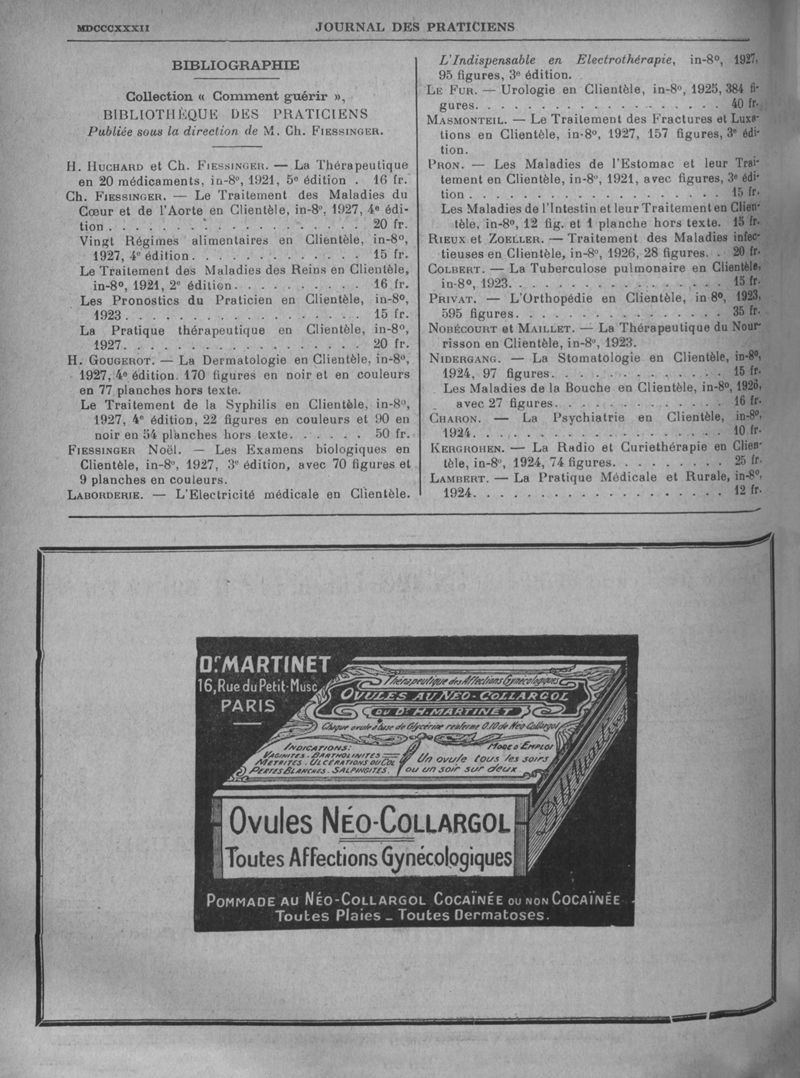 MDCCCXXXII
JOURNAL DES PRATICIENS
BIBLIOGRAPHIE
Collection « Comment guérir »,
BIBLIOTHÈQUE DES PRATICIENS
Publiée sous la direction de M. Ch. FIESSINGER.
H. HUCHARD et Ch. FIESSINGER. — La Thérapeutique
en 20 médicaments, in-8°, 1921, 5e édition . 16 fr.
Ch. FIESSINGER. — Le Traitement des Maladies du
Cœur et de l'Aorte en Clientèle, in-8°, 1927, 4e édi-
tion . . . . . . . . . . . . . . . . . . . 20 fr.
Vingt Régimes alimentaires en Clientèle, in-8°,
1927, 4e édition. . . . . . . . . . . . . 15 fr.
Le Traitement des Maladies des Reins en Clientèle,
in-8°, 1921, 2e édition. . . . . . . . . . 16 fr.
Les Pronostics du Praticien en Clientèle, in-8°,
1923 . . . . . . . . . . . . . . . . . . 15 fr.
La Pratique thérapeutique en Clientèle, in-8°,
1927. . . . . . . . . . . . . . . . . . . 20 fr.
H. GOUGEROT. — La Dermatologie en Clientèle, in-8°,
1927, 4e édition. 170 figures en noir et en couleurs
en 77 planches hors texte.
Le Traitement de la Syphilis en Clientèle, in-8°,
1927, 4e édition, 22 figures en couleurs et 90 en
noir en 54 planches hors texte. . . . . . 50 fr.
FIESSINGER Noël. — Les Examens biologiques en
Clientèle, in-8°, 1927, 3e édition, avec 70 figures et
9 planches en couleurs.
LABORDERIE. — L'Electricité médicale en Clientèle.
L'Indispensable en Electrothérapie, in-8°, 1927,
95 figures, 3e édition.
LE FUR. — Urologie en Clientèle, in-8°, 1925, 384 fi-
gures. . . . . . . . . . . . . . . . . . . 40 fr.
MASMONTEIL. — Le Traitement des Fractures et Luxa-
tions en Clientèle, in-8°, 1927, 157 figures, 3e édi-
tion.
PRON. — Les Maladies de l'Estomac et leur Trai-
tement en Clientèle, in-8°, 1921, avec figures, 3e édi-
tion . . . . . . . . . . . . . . . . . . . 15 fr.
Les Maladies de l'Intestin et leur Traitement en Clien-
tèle, in-8°, 12 fig. et 1 planche hors texte. 15 fr.
RIEUX et ZOELLER. — Traitement des Maladies infec-
tieuses en Clientèle, in-8°, 1926, 28 figures. . 20 fr.
COLBERT. — La Tuberculose pulmonaire en Clientèle,
in-8°, 1923. . . . . . . . . . . . . . . . 15 fr.
PRIVAT. — L'Orthopédie en Clientèle, in 8°, 1923,
595 figures. . . . . . . . . . . . . . . . 35 fr.
NOBÉCOURT et MAILLET. — La Thérapeutique du Nour-
risson en Clientèle, in-8°, 1923.
NIDERGANG. — La Stomatologie en Clientèle, in-8°,
1924, 97 figures. . . . . . . . . . . . . 15 fr.
Les Maladies de la Bouche en Clientèle, in-8°, 1926,
avec 27 figures. . . . . . . . . . . . . . 16 fr.
CHARON. — La Psychiatrie en Clientèle, in-8°,
1924. . . . . . . . . . . . . . . . . . . 10 fr.
KERGROHEN. — La Radio et Curiethérapie en Clien-
tèle, in-8°, 1924, 74 figures. . . . . . . . . 25 fr.
LAMBERT. — La Pratique Médicale et Rurale, in-8°,
1924. . . . . . . . . . . . . . . . . . . 12 fr.
Dr. MARTINET
16, Rue du Petit-Musc
PARIS
Thérapeutique des Affections Gynécologiques
OVULES AU NÉO-COLLARGOL
DU Dr H. MARTINET
Chaque ovule à base de Glycérine renferme 0.10 de Néo-Collargol
INDICATIONS:
VAGINITES. BARTHOLINITES
MÉTRITES. ULCÉRATIONS DU COL
PERTES BLANCHES. SALPINGITES.
MODE D'EMPLOI
Un ovule tous les soirs
ou un soir sur deux
Dr H. Martinet
Ovules NÉO-COLLARGOL
Toutes Affections Gynécologiques
POMMADE AU NÉO-COLLARGOL COCAÏNÉE OU NON COCAÏNÉE
Toutes Plaies _ Toutes Dermatoses.